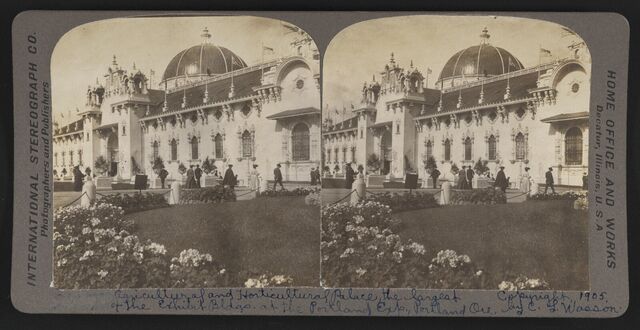 INTERNATIONAL STEREOGRAPH CO.
Photographers and Publishers
HOME OFFICE AND WORKS
Decatur, Illinois, U.S.A
Agricultural and Horticultural Palace, the largest
of the Exhibit Bldgs. at the Portland Expo, Portland Ore.
Copyright, 1905,
by C. L. Wasson.